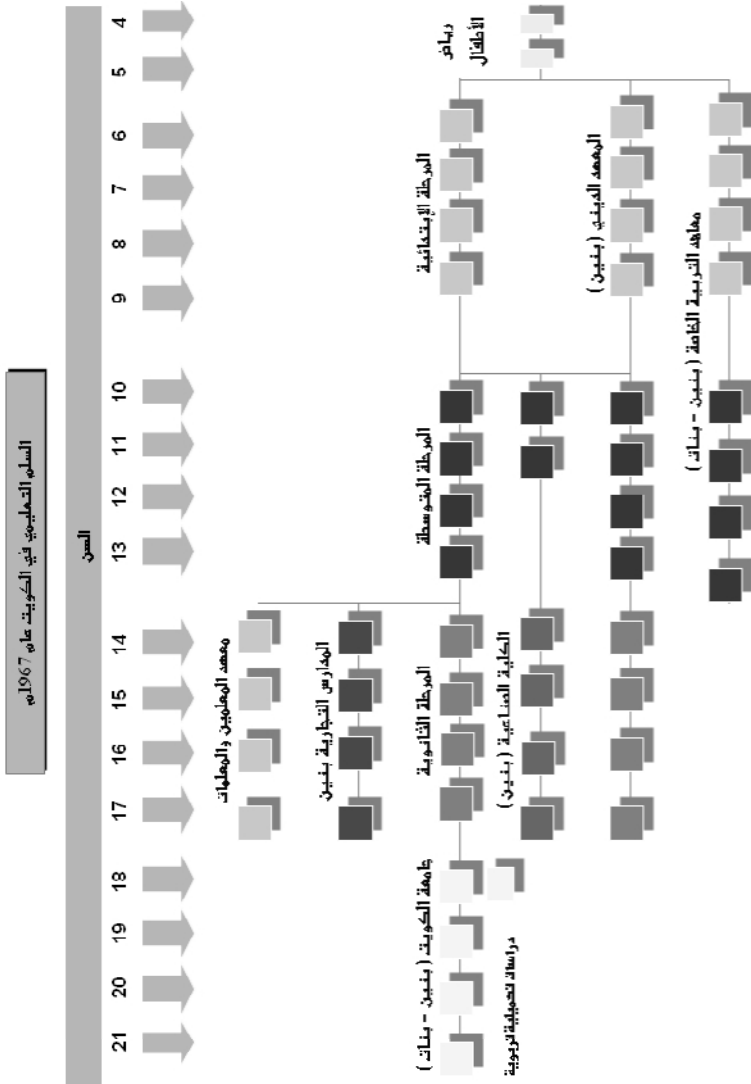 السلم التعليمي في الكويت عام 1967م
السن
4
5
6
7
8
9
10
11
12
13
14
15
16
17
18
19
20
21
رياض
الأطفال
المرحلة الإبتدائية
المعهد الديني ( بنين )
معاهد التربية الخاصة ( بنين - بنات )
المرحلة المتوسطة
معهد المعلمين والمعلمات
المدارس التجارية بنين
المرحلة الثانوية
الكلية الصناعية ( بنين )
جامعة الكويت ( بنين - بنات )
دراسات تكميلية تربوية